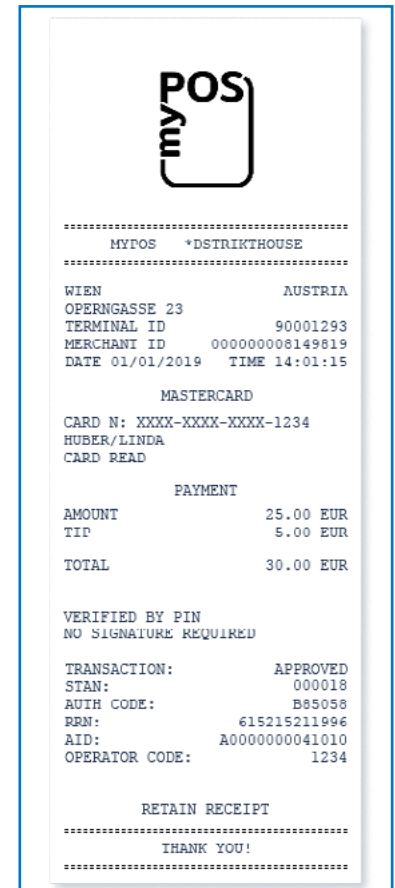 myPOS
MYPOS *DSTRIKTHOUSE
WIEN AUSTRIA
OPERNGASSE 23
TERMINAL ID 90001293
MERCHANT ID 000000008149819
DATE 01/01/2019 TIME 14:01:15
MASTERCARD
CARD N: XXXX-XXXX-XXXX-1234
HUBER/LINDA
CARD READ
PAYMENT
AMOUNT 25.00 EUR
TIP 5.00 EUR
TOTAL 30.00 EUR
VERIFIED BY PIN
NO SIGNATURE REQUIRED
TRANSACTION: APPROVED
STAN: 000018
AUTH CODE: B85058
RRN: 615215211996
AID: A0000000041010
OPERATOR CODE: 1234
RETAIN RECEIPT
THANK YOU!